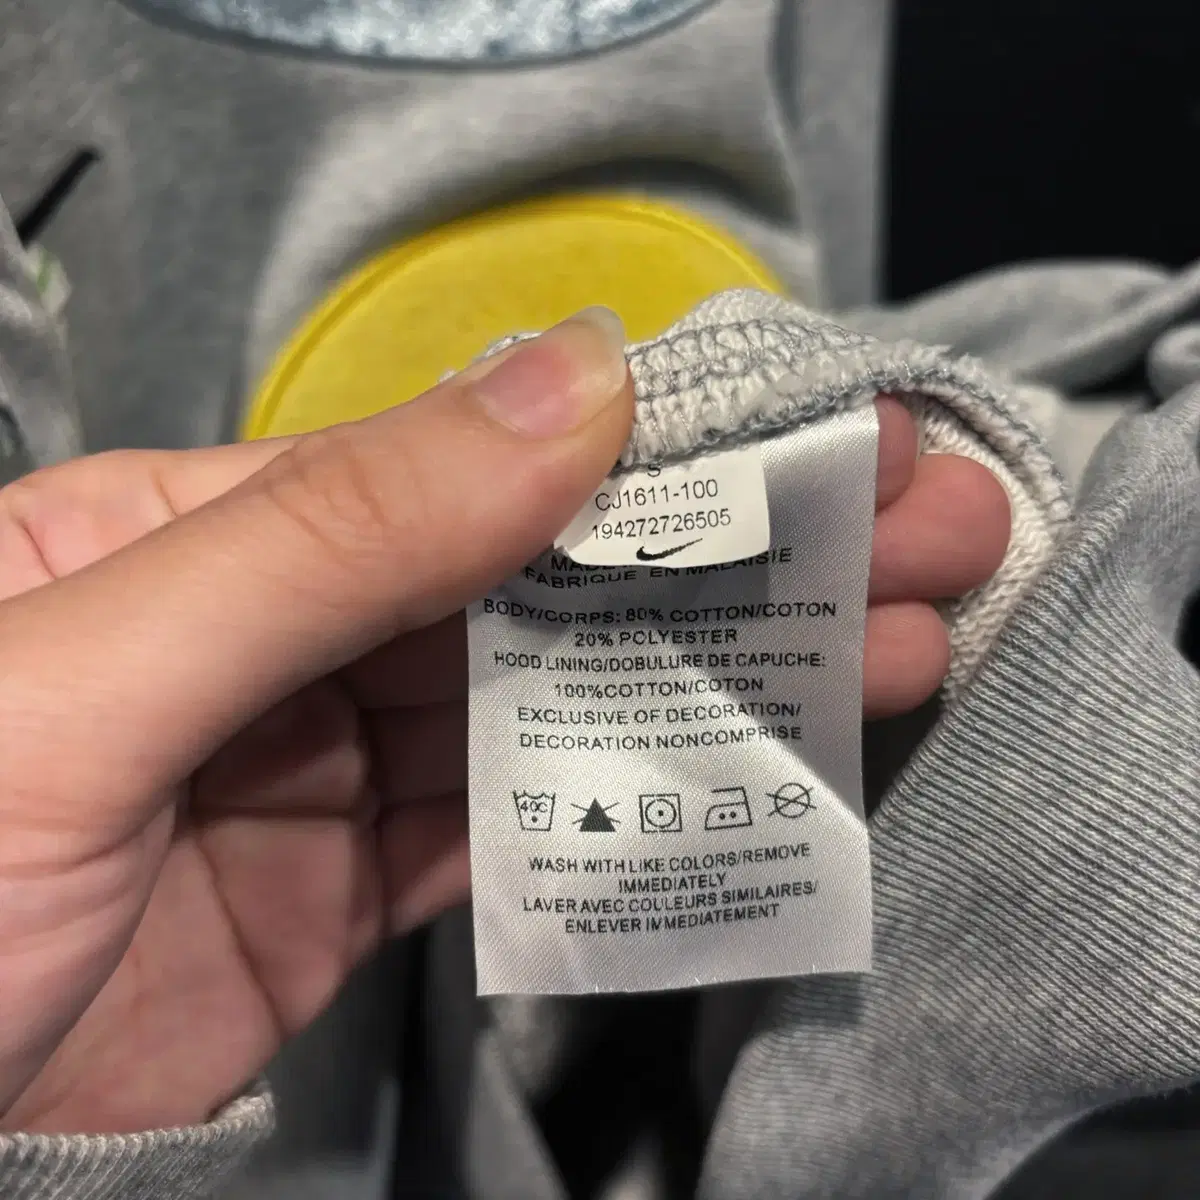 S
CJ1611-100
194272726505
FABRIQUE EN MALAISIE
BODY/CORPS: 80% COTTON/COTON
20% POLYESTER
HOOD LINING/DOBULURE DE CAPUCHE:
100%COTTON/COTON
EXCLUSIVE OF DECORATION/
DECORATION NONCOMPRISE
40C
WASH WITH LIKE COLORS/REMOVE
IMMEDIATELY
LAVER AVEC COULEURS SIMILAIRES/
ENLEVER IMMEDIATEMENT